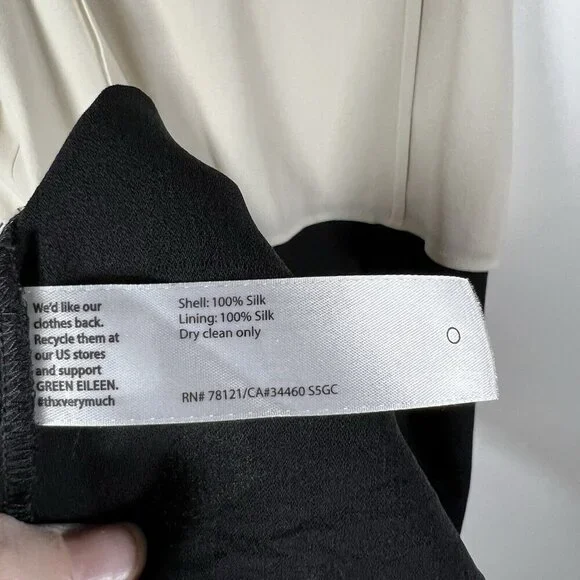 We'd like our
clothes back.
Recycle them at
our US stores
and support
GREEN EILEEN.
#thxverymuch
Shell: 100% Silk
Lining: 100% Silk
Dry clean only
RN# 78121/CA#34460 S5GC